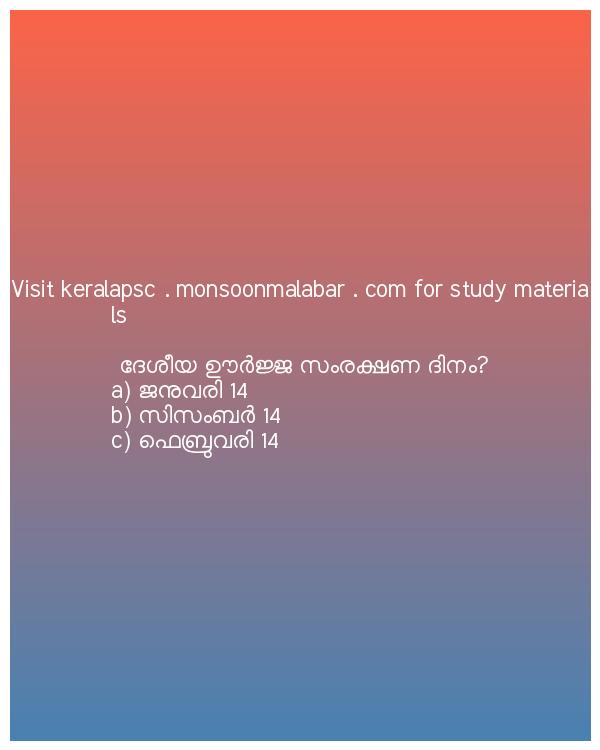 Visit keralapsc . monsoonmalabar . com for study materia
ls
ദേശീയ ഊർജ്ജ സംരക്ഷണ ദിനം?
a) ജനുവരി 14
b) സിസംബർ 14
c) ഫെബ്രുവരി 14